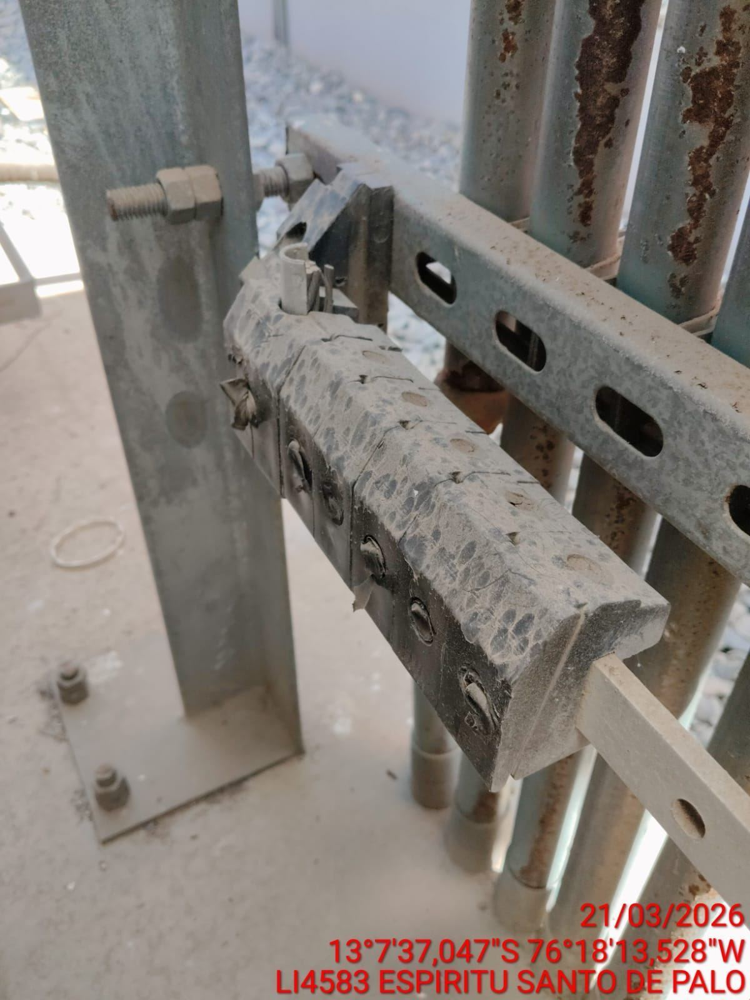 21/03/2026
13°7'37,047"S 76°18'13,528"W
LI4583 ESPIRITU SANTO DE PALO